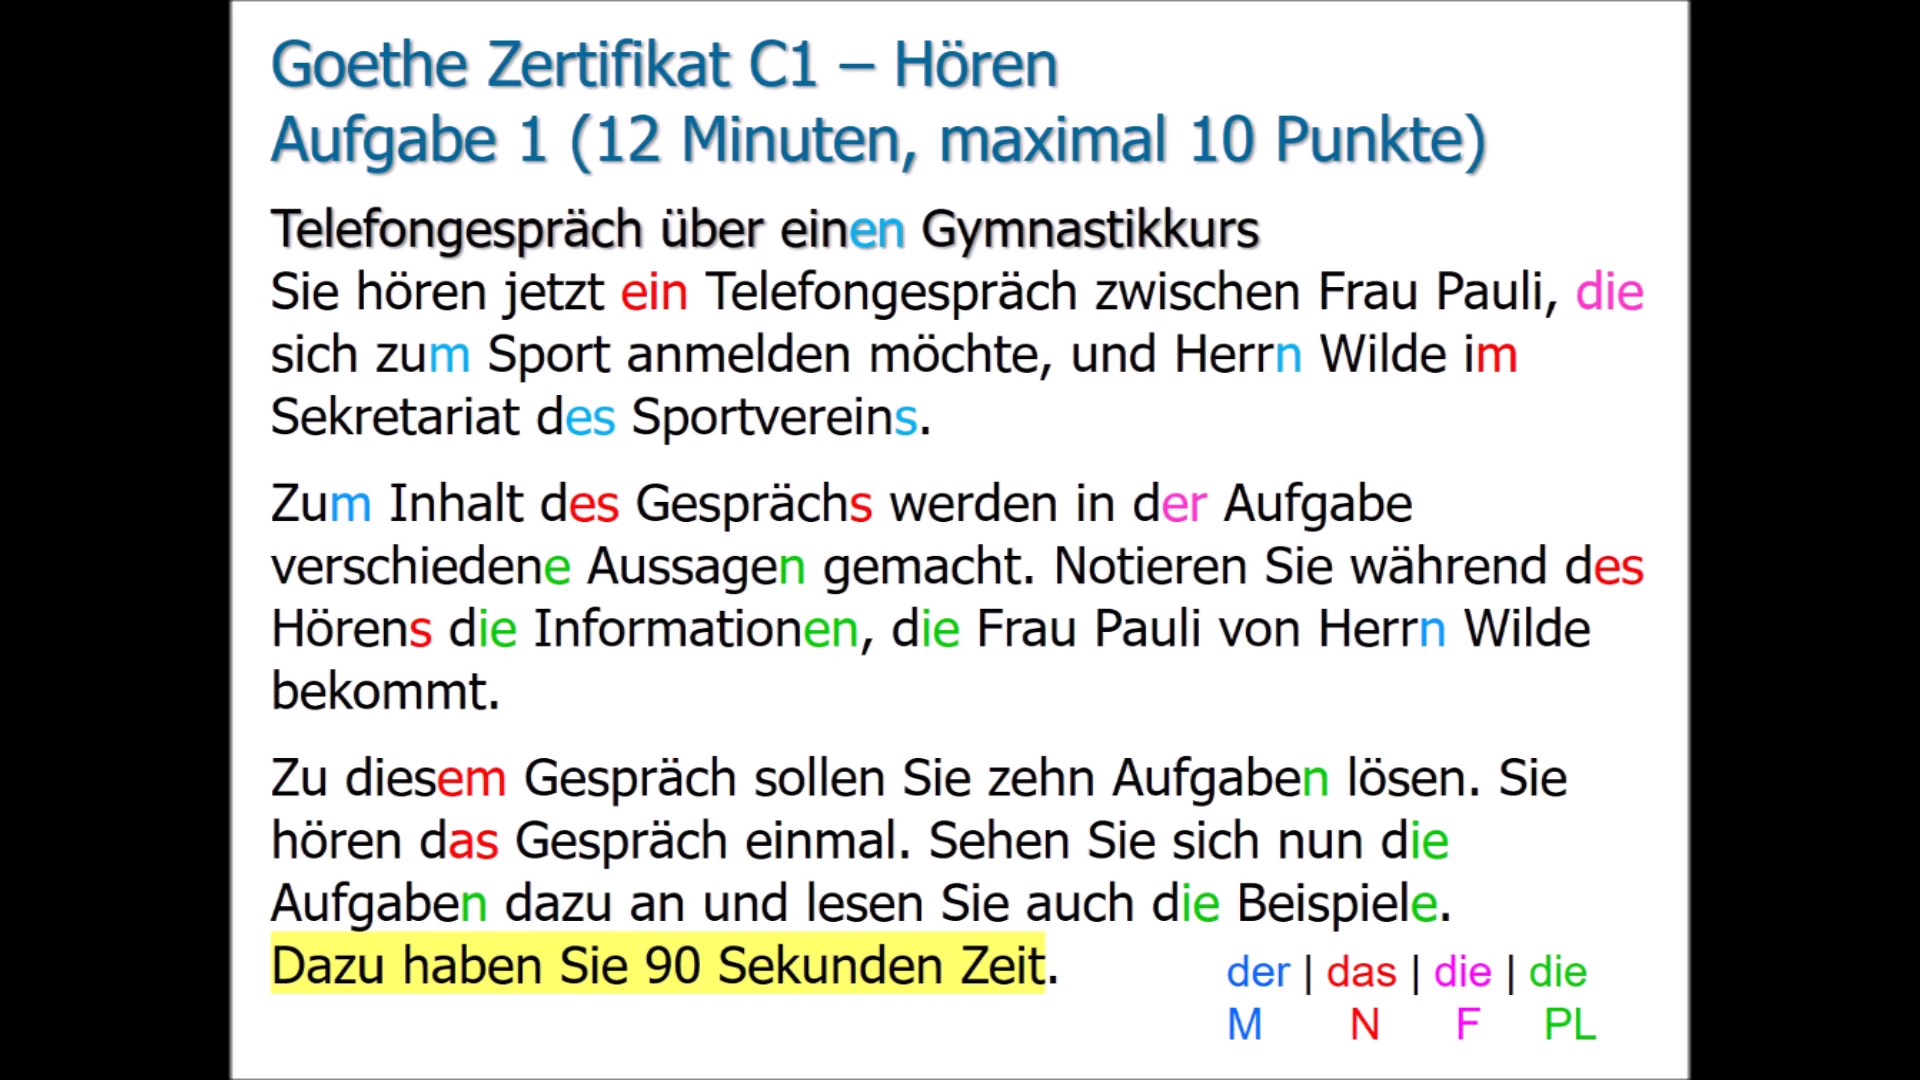 Goethe Zertifikat C1 – Hören
Aufgabe 1 (12 Minuten, maximal 10 Punkte)
Telefongespräch über einen Gymnastikkurs
Sie hören jetzt ein Telefongespräch zwischen Frau Pauli, die
sich zum Sport anmelden möchte, und Herrn Wilde im
Sekretariat des Sportvereins.
Zum Inhalt des Gesprächs werden in der Aufgabe
verschiedene Aussagen gemacht. Notieren Sie während des
Hörens die Informationen, die Frau Pauli von Herrn Wilde
bekommt.
Zu diesem Gespräch sollen Sie zehn Aufgaben lösen. Sie
hören das Gespräch einmal. Sehen Sie sich nun die
Aufgaben dazu an und lesen Sie auch die Beispiele.
Dazu haben Sie 90 Sekunden Zeit.
der | das | die | die
M N F PL